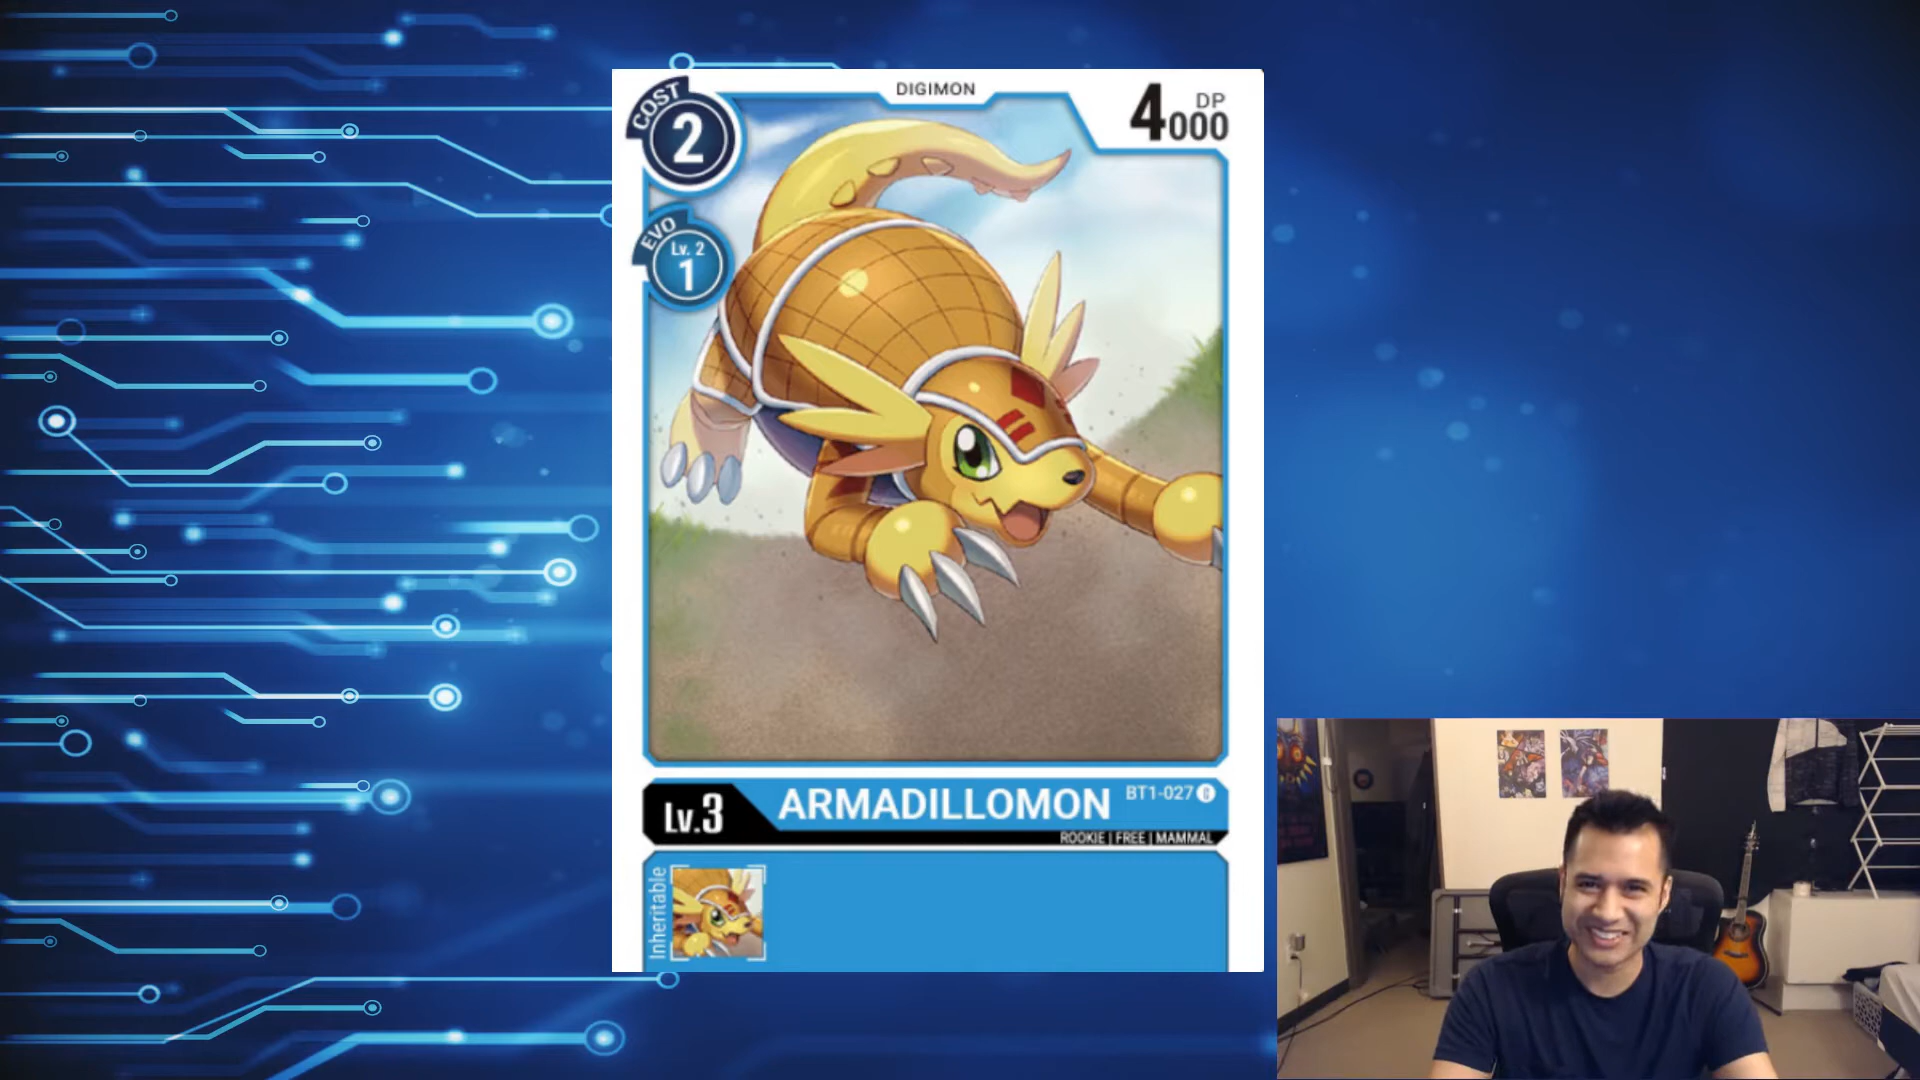 COST
2
DIGIMON
DP
4000
EVO
Lv. 2
1
Lv.3
ARMADILLOMON
BT1-027 C
ROOKIE | FREE | MAMMAL
Inheritable